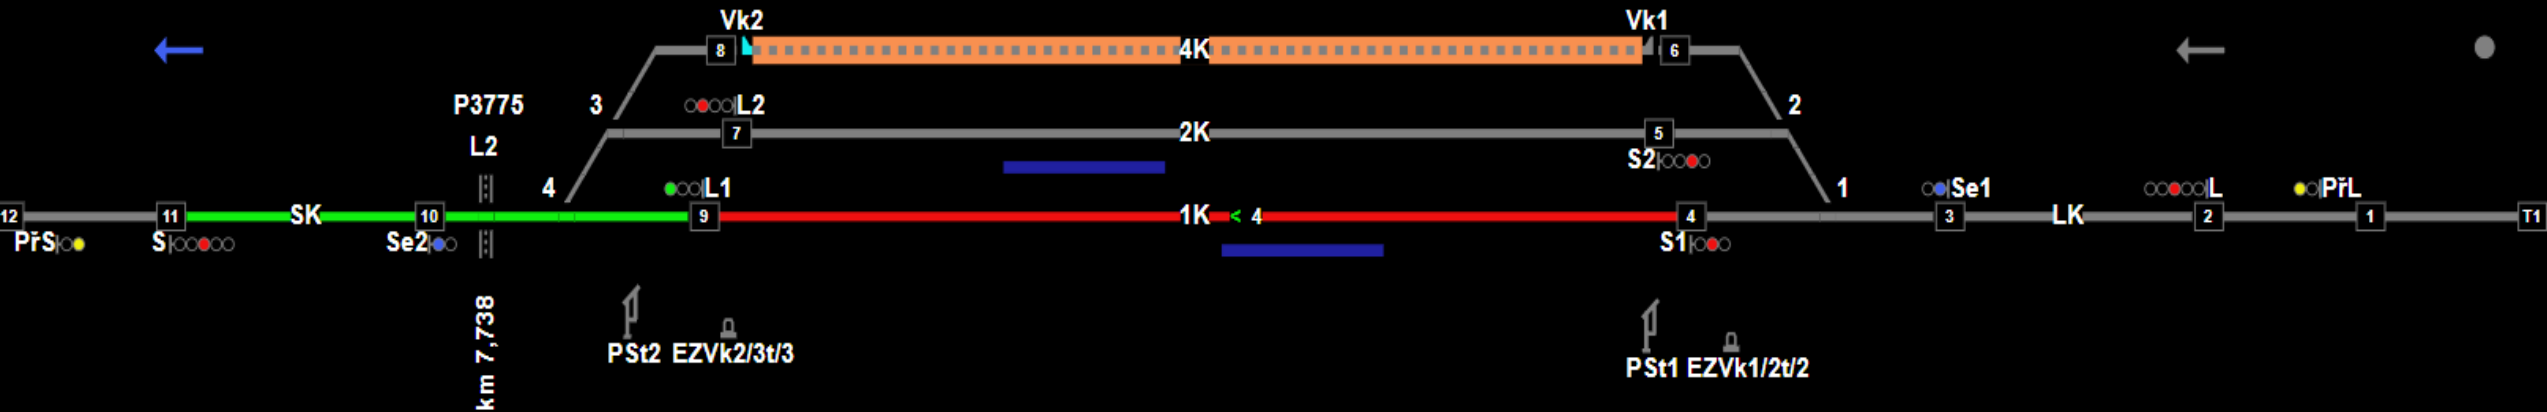 Vk2
Vk1
8
4K
6
P3775
3
L2
2
7
2K
5
L2
S2
4
L1
1
Se1
L
PřL
12
11
SK
10
9
1K
< 4
4
3
LK
2
1
T1
PřS
S
Se2
S1
km 7,738
PSt2 EZVk2/3t/3
PSt1 EZVk1/2t/2